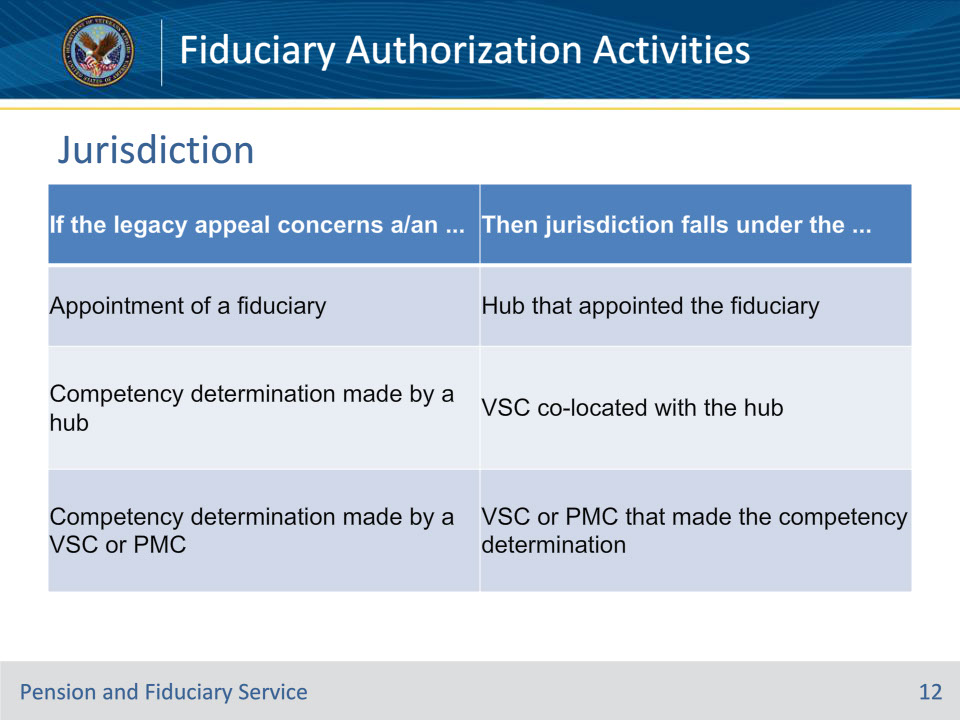 Fiduciary Authorization Activities
Jurisdiction
If the legacy appeal concerns a/an ...
Then jurisdiction falls under the ...
Appointment of a fiduciary
Hub that appointed the fiduciary
Competency determination made by a
hub
VSC co-located with the hub
Competency determination made by a
VSC or PMC
VSC or PMC that made the competency
determination
Pension and Fiduciary Service
12